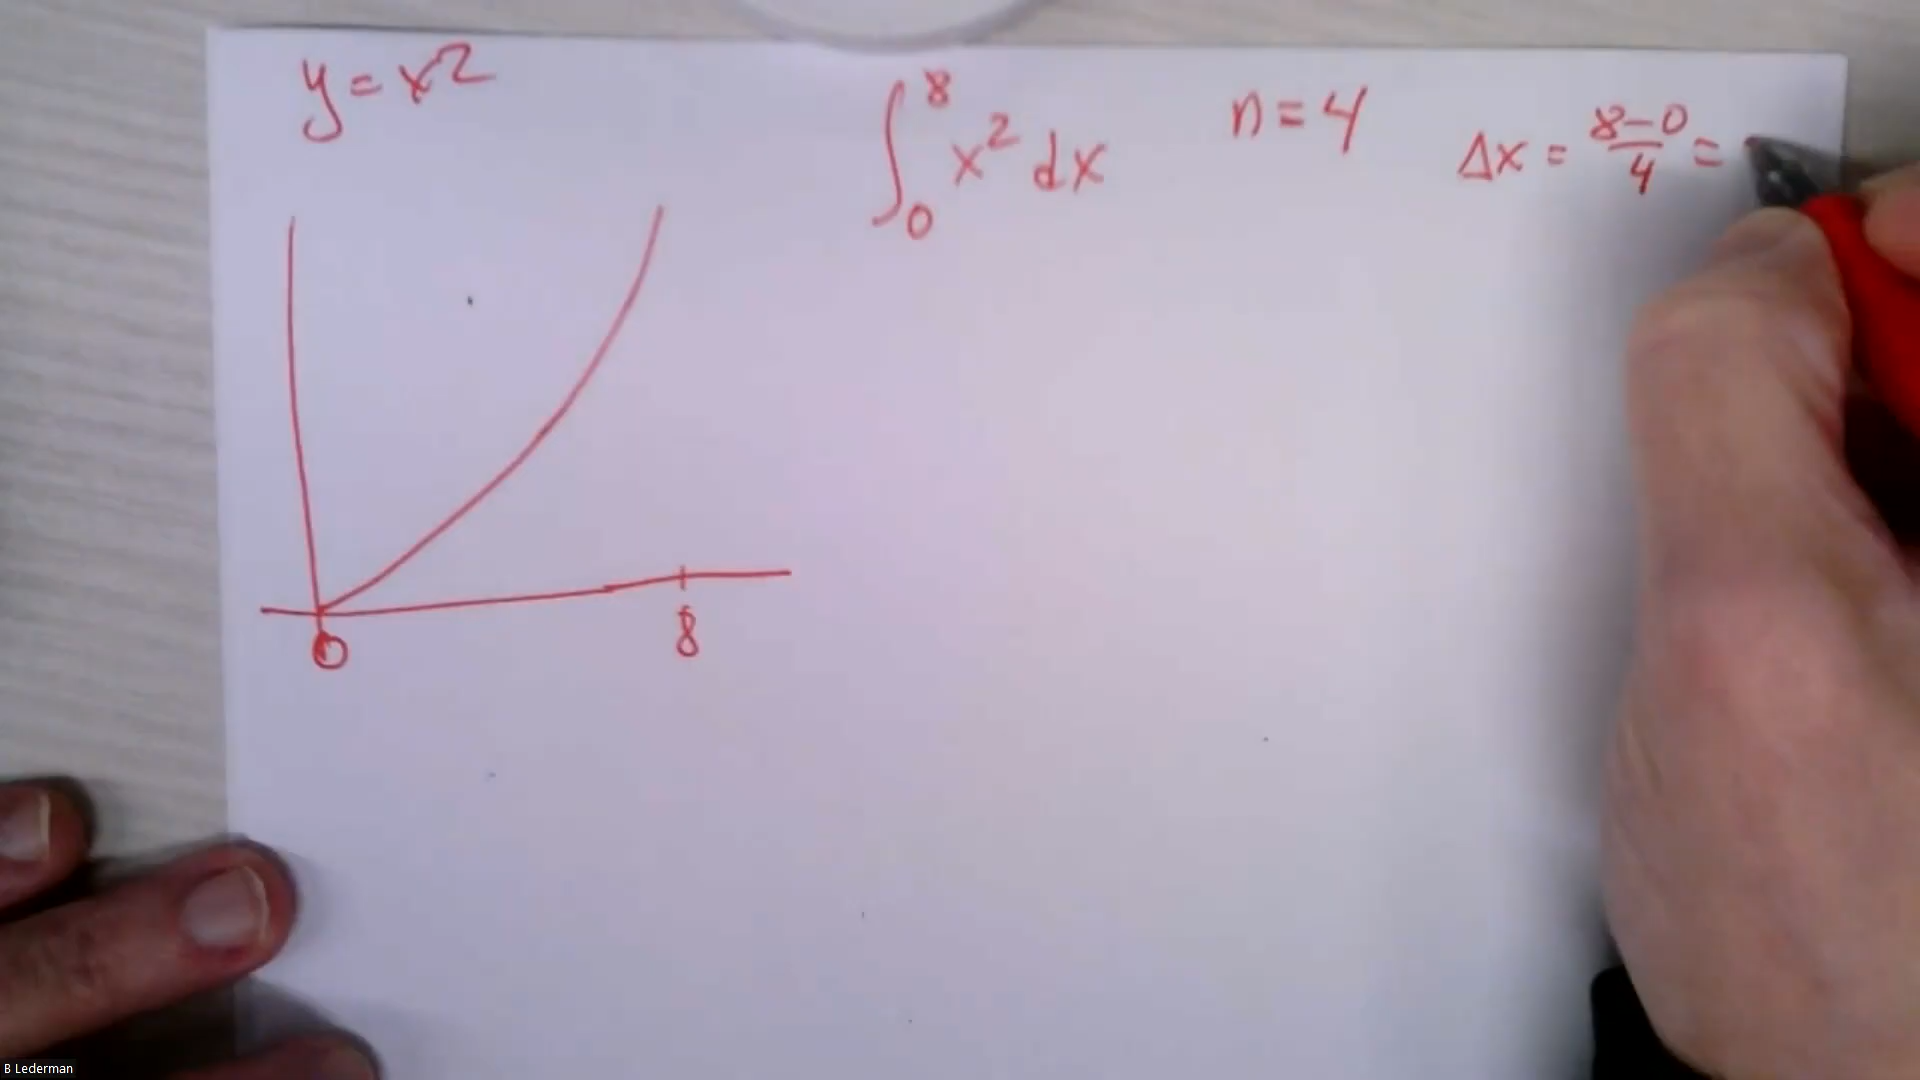 y = x²
∫₀⁸ x² dx
n = 4
Δx = (8-0)/4 =
0
8
B Lederman